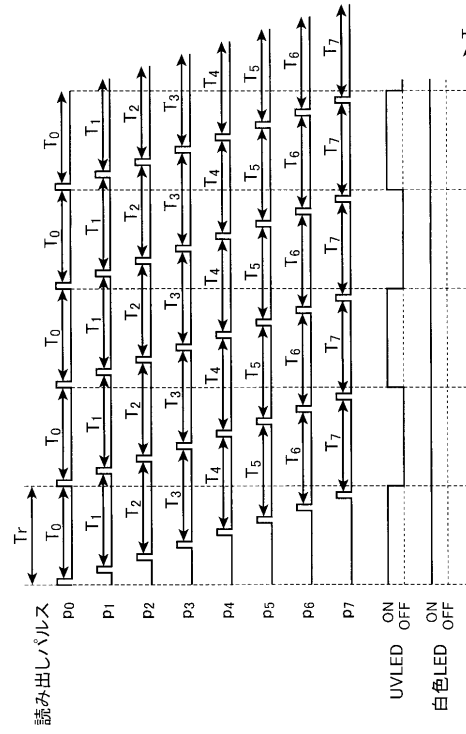 Tr
読み出しパルス
p0 T0 T0 T0 T0 T0
p1 T1 T1 T1 T1 T1
p2 T2 T2 T2 T2 T2
p3 T3 T3 T3 T3 T3
p4 T4 T4 T4 T4 T4
p5 T5 T5 T5 T5 T5
p6 T6 T6 T6 T6 T6
p7 T7 T7 T7 T7 T7
UVLED ON
OFF
白色LED ON
OFF